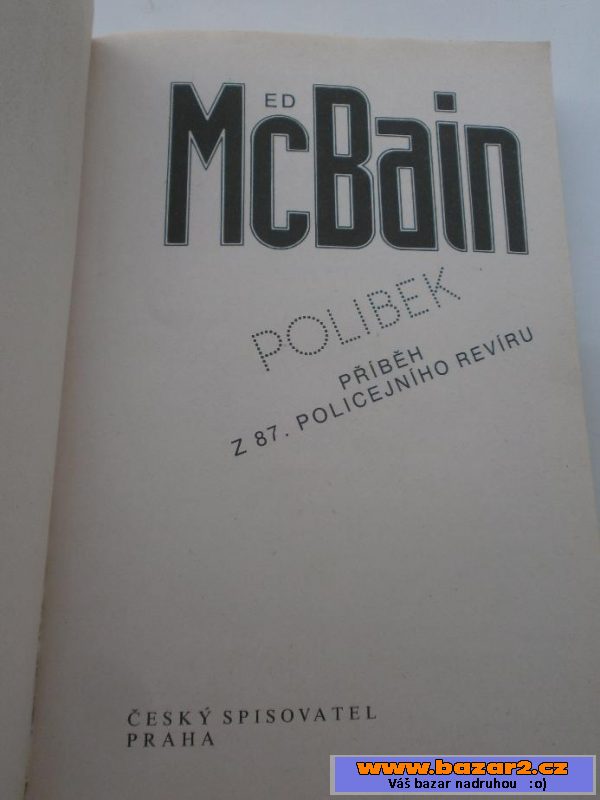 ED
McBain
POLIBEK
PŘÍBĚH
Z 87. POLICEJNÍHO REVÍRU
ČESKÝ SPISOVATEL
PRAHA
www.bazar2.cz
Váš bazar nadruhou :o)